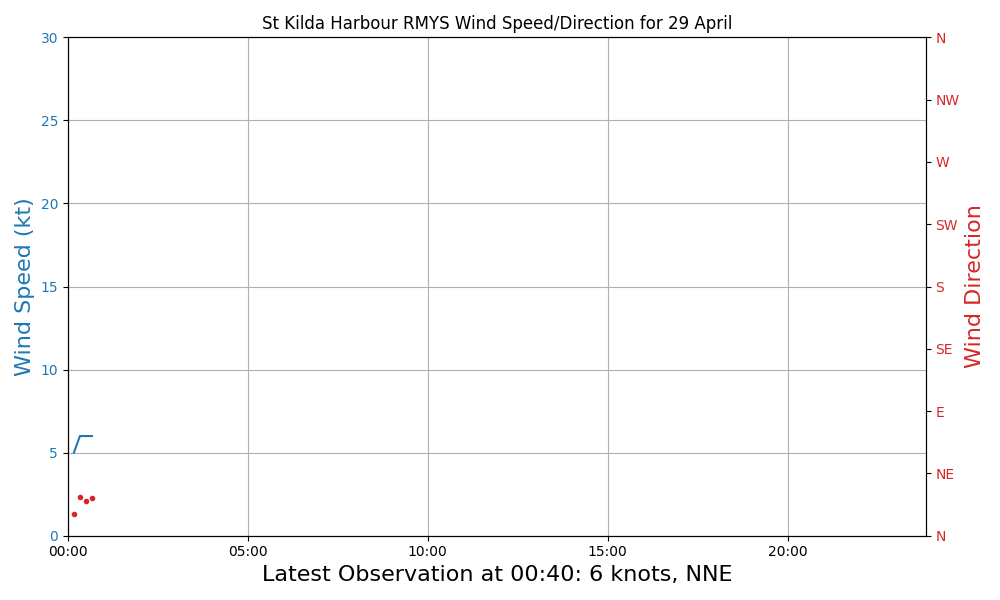 St Kilda Harbour RMYS Wind Speed/Direction for 29 April
30
25
20
15
10
5
0
Wind Speed (kt)
N
NW
W
SW
S
SE
E
NE
N
Wind Direction
00:00 05:00 10:00 15:00 20:00
Latest Observation at 00:40: 6 knots, NNE